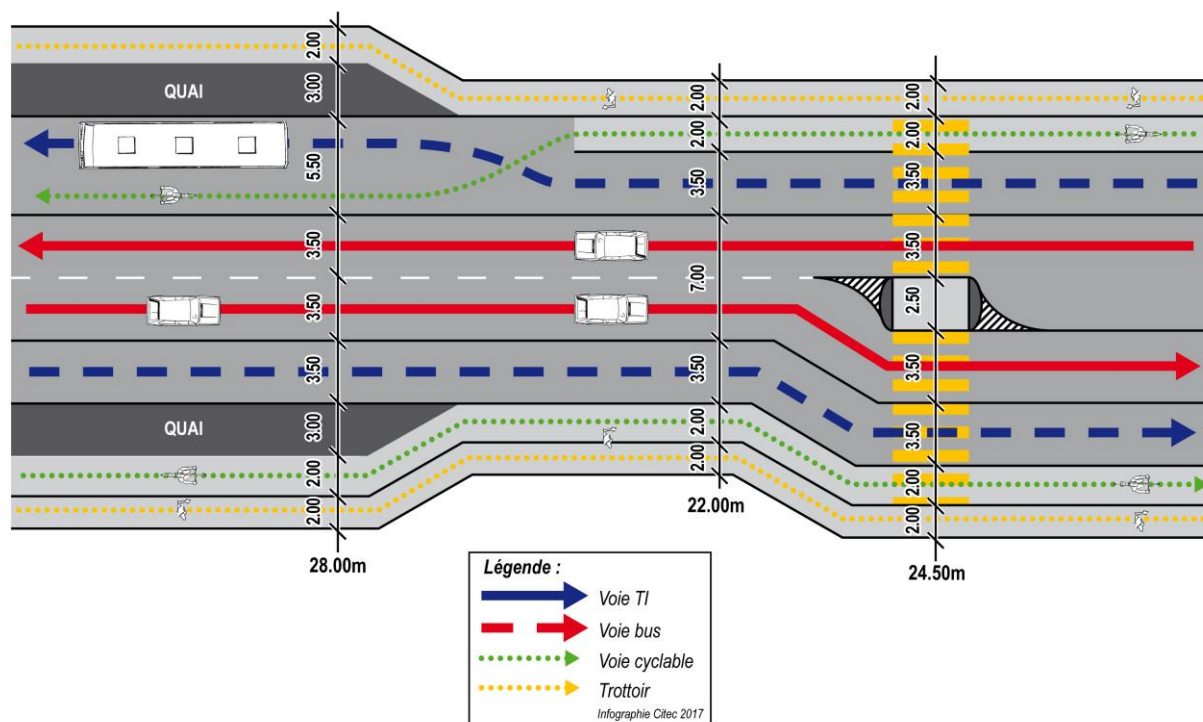 QUAI
2.00
3.00
5.50
3.50
3.50
3.50
3.00
2.00
2.00
28.00m
QUAI
2.00
2.00
3.50
7.00
3.50
2.00
2.00
22.00m
2.00
2.00
3.50
3.50
2.50
3.50
3.50
2.00
2.00
24.50m
Légende :
Voie TI
Voie bus
Voie cyclable
Trottoir
Infographie Citec 2017